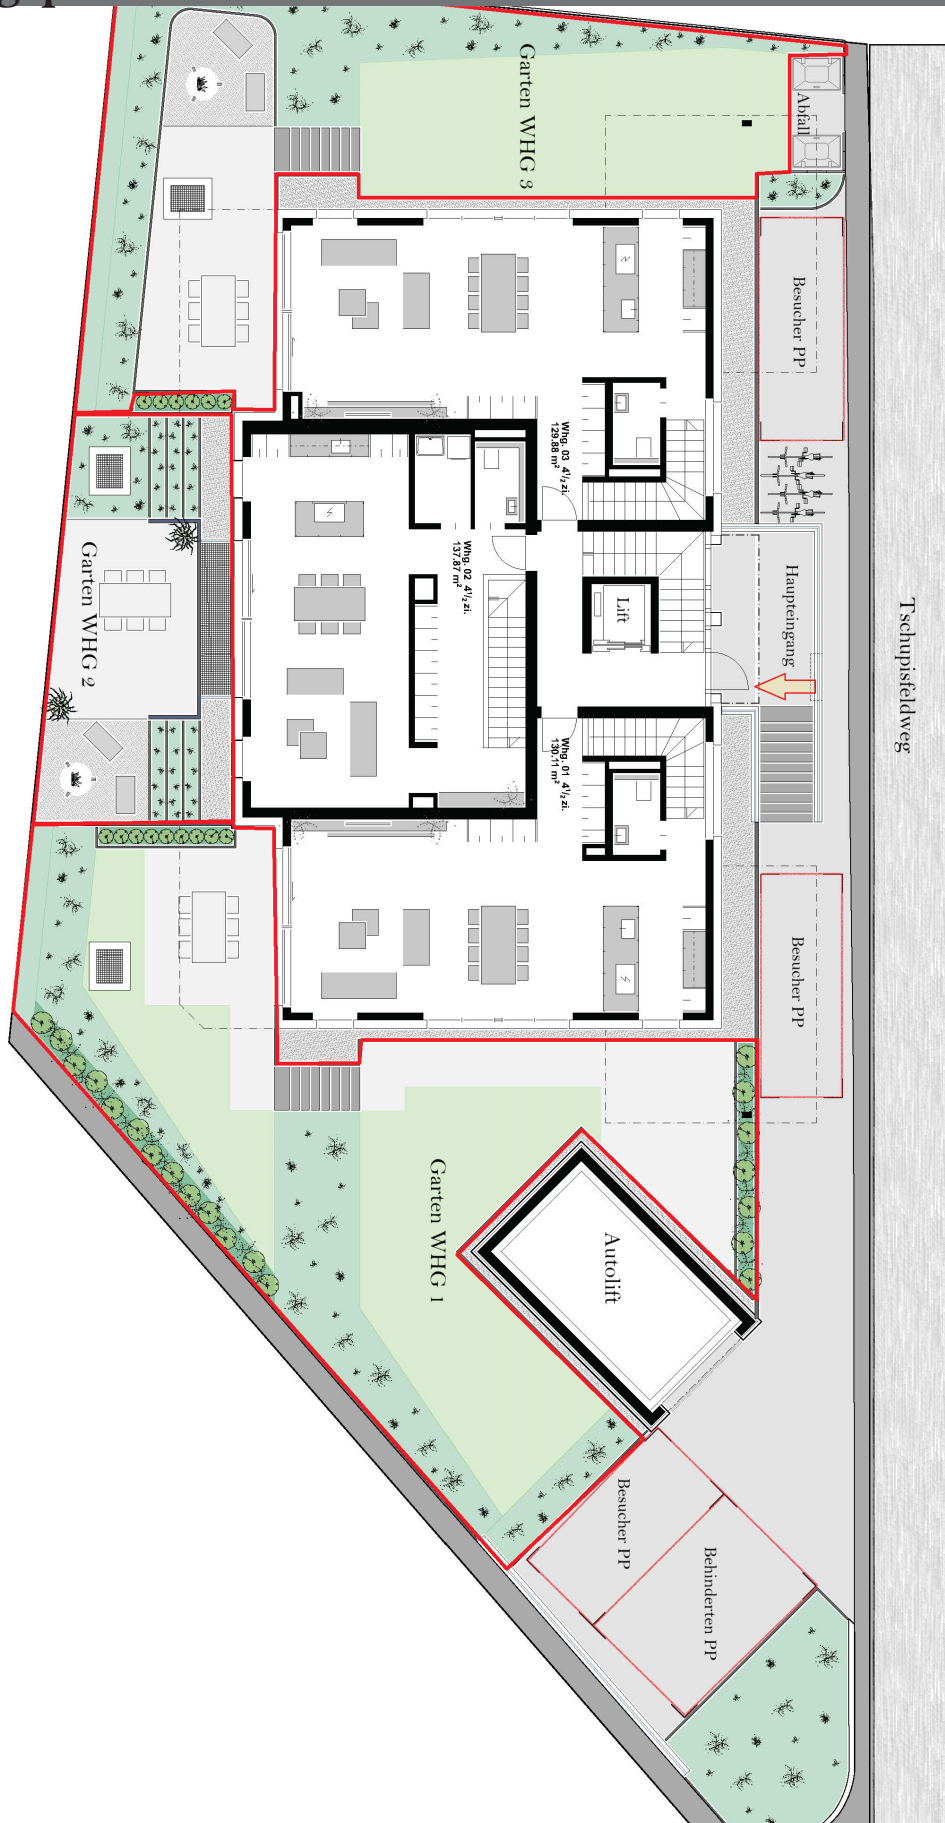 Tschupisfeldweg
Abfall
Besucher PP
Haupteingang
Besucher PP
Garten WHG 3
Whg. 03 4½ zi.
129.88 m²
Lift
Whg. 01 4½ zi.
130.11 m²
Whg. 02 4½ zi.
137.87 m²
Garten WHG 2
Garten WHG 1
Autolift
Besucher PP
Behinderten PP